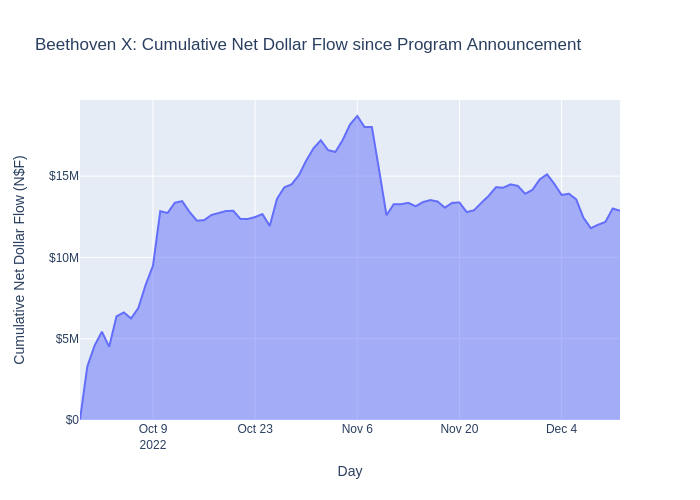 Beethoven X: Cumulative Net Dollar Flow since Program Announcement
Cumulative Net Dollar Flow (N$F)
$15M
$10M
$5M
$0
Oct 9
2022
Oct 23
Nov 6
Nov 20
Dec 4
Day